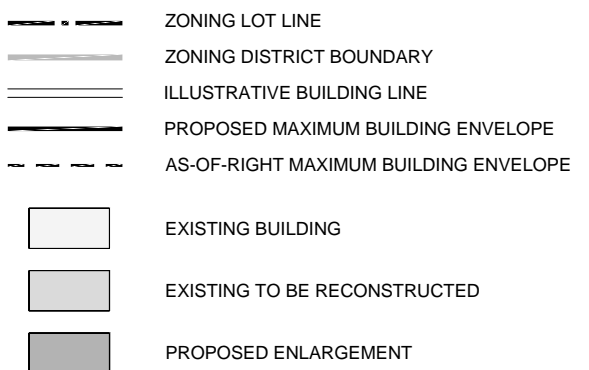 ZONING LOT LINE
ZONING DISTRICT BOUNDARY
ILLUSTRATIVE BUILDING LINE
PROPOSED MAXIMUM BUILDING ENVELOPE
AS-OF-RIGHT MAXIMUM BUILDING ENVELOPE
EXISTING BUILDING
EXISTING TO BE RECONSTRUCTED
PROPOSED ENLARGEMENT